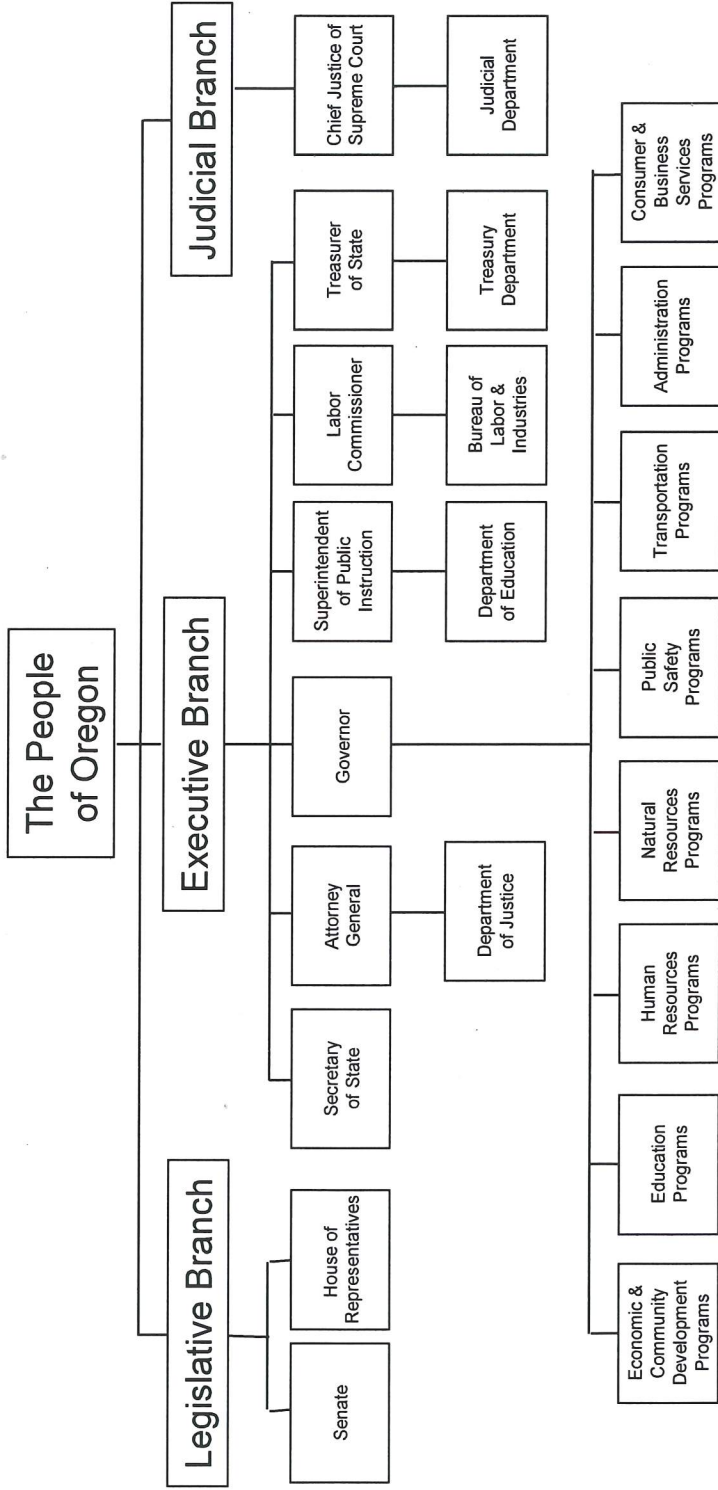 The People
of Oregon
Legislative Branch
Executive Branch
Judicial Branch
Senate
House of
Representatives
Secretary
of State
Attorney
General
Governor
Superintendent
of Public
Instruction
Labor
Commissioner
Treasurer
of State
Chief Justice of
Supreme Court
Department
of Justice
Department
of Education
Bureau of
Labor &
Industries
Treasury
Department
Judicial
Department
Economic &
Community
Development
Programs
Education
Programs
Human
Resources
Programs
Natural
Resources
Programs
Public
Safety
Programs
Transportation
Programs
Administration
Programs
Consumer &
Business
Services
Programs